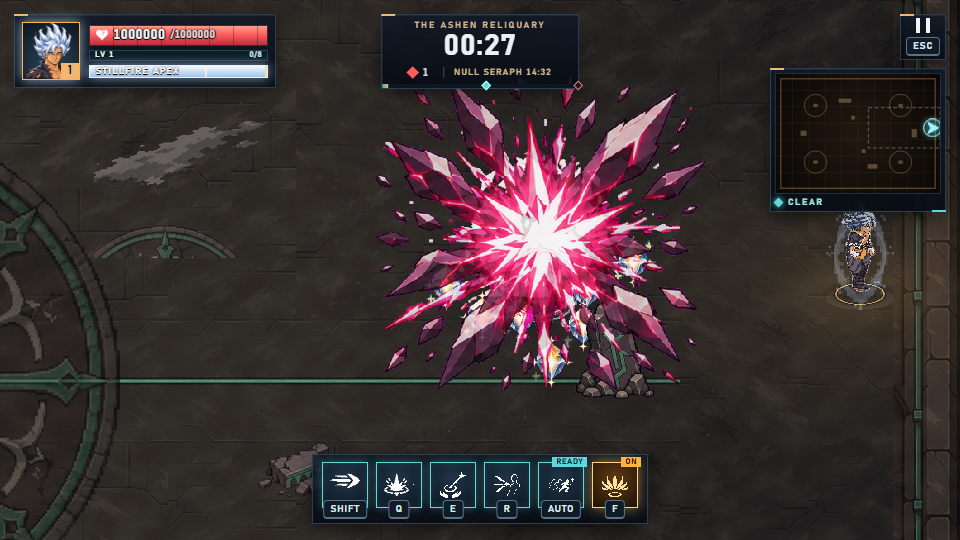 1000000 /1000000
LV 1 0/8
1 STILLFIRE APEX
THE ASHEN RELIQUARY
00:27
1 NULL SERAPH 14:32
ESC
CLEAR
READY ON
SHIFT Q E R AUTO F